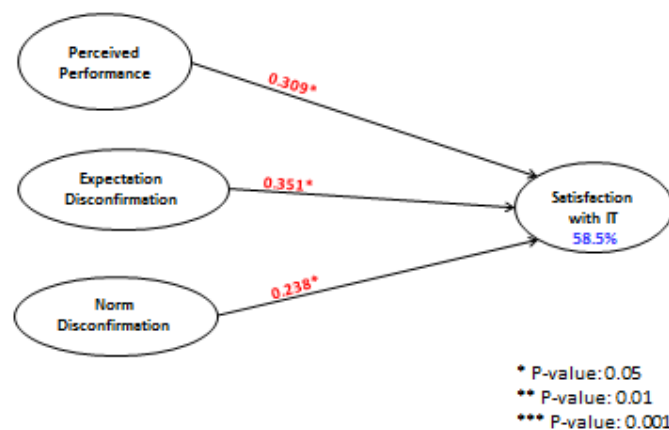 Perceived
Performance
0.309*
Expectation
Disconfirmation
0.351*
Satisfaction
with IT
58.5%
0.238*
Norm
Disconfirmation
* P-value: 0.05
** P-value: 0.01
*** P-value: 0.001